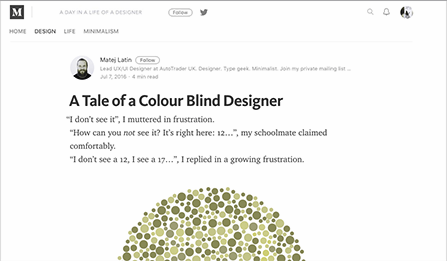 M
A DAY IN A LIFE OF A DESIGNER
Follow
HOME DESIGN LIFE MINIMALISM
Matej Latin Follow
Lead UX/UI Designer at AutoTrader UK. Designer. Type geek. Minimalist. Join my private mailing list ...
Jul 7, 2016 · 4 min read
A Tale of a Colour Blind Designer
“I don’t see it”, I muttered in frustration.
“How can you not see it? It’s right here: 12…”, my schoolmate claimed
comfortably.
“I don’t see a 12, I see a 17…”, I replied in a growing frustration.